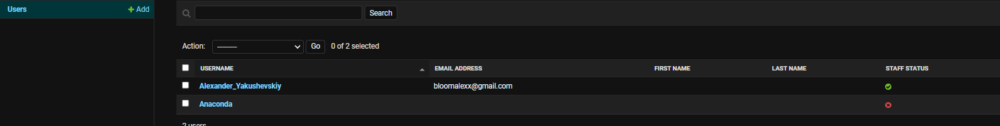 Users + Add
Search
Action: --------- Go 0 of 2 selected
USERNAME EMAIL ADDRESS FIRST NAME LAST NAME STAFF STATUS
Alexander_Yakushevskiy bloomalexx@gmail.com
Anaconda
2 users